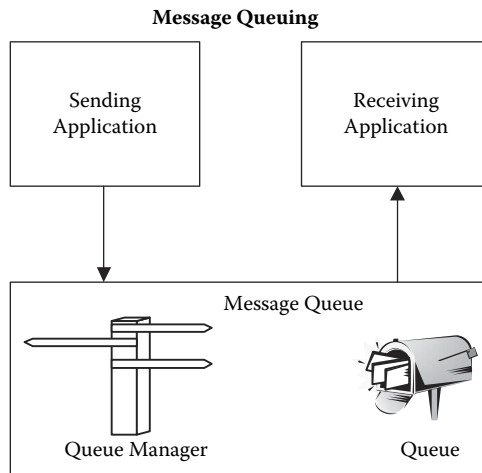 Message Queuing
Sending
Application
Receiving
Application
Message Queue
Queue Manager
Queue